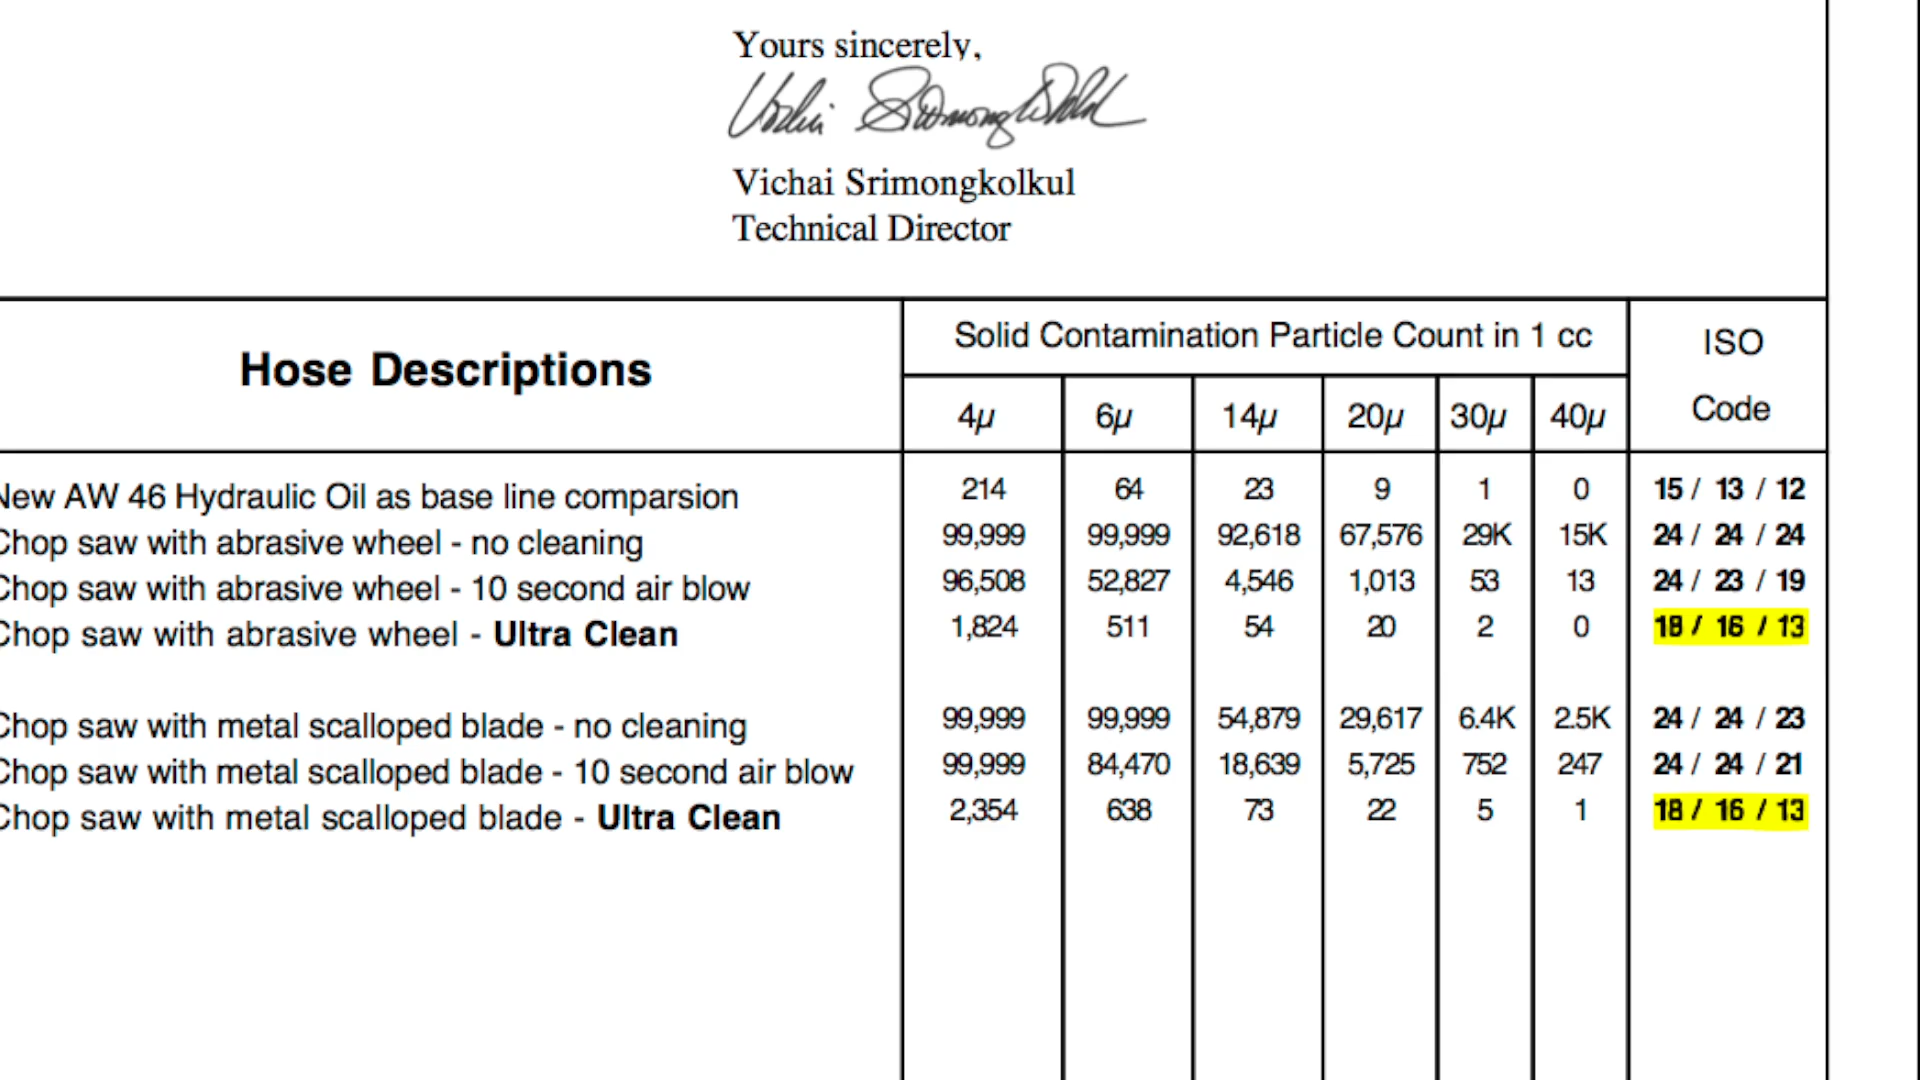 Yours sincerely,
Vichai Srimongkolkul
Technical Director
Hose Descriptions
Solid Contamination Particle Count in 1 cc
ISO
Code
4µ 6µ 14µ 20µ 30µ 40µ
New AW 46 Hydraulic Oil as base line comparsion 214 64 23 9 1 0 15 / 13 / 12
Chop saw with abrasive wheel - no cleaning 99,999 99,999 92,618 67,576 29K 15K 24 / 24 / 24
Chop saw with abrasive wheel - 10 second air blow 96,508 52,827 4,546 1,013 53 13 24 / 23 / 19
Chop saw with abrasive wheel - Ultra Clean 1,824 511 54 20 2 0 18 / 16 / 13
Chop saw with metal scalloped blade - no cleaning 99,999 99,999 54,879 29,617 6.4K 2.5K 24 / 24 / 23
Chop saw with metal scalloped blade - 10 second air blow 99,999 84,470 18,639 5,725 752 247 24 / 24 / 21
Chop saw with metal scalloped blade - Ultra Clean 2,354 638 73 22 5 1 18 / 16 / 13